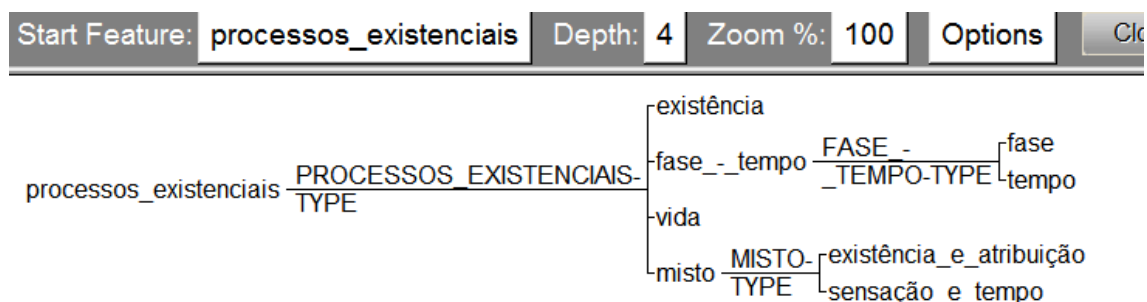 Start Feature: processos_existenciais Depth: 4 Zoom %: 100 Options
existência
fase_-_tempo FASE_-_TEMPO-TYPE fase
tempo
processos_existenciais PROCESSOS_EXISTENCIAIS-TYPE
vida
misto MISTO-TYPE existência_e_atribuição
sensação_e_tempo